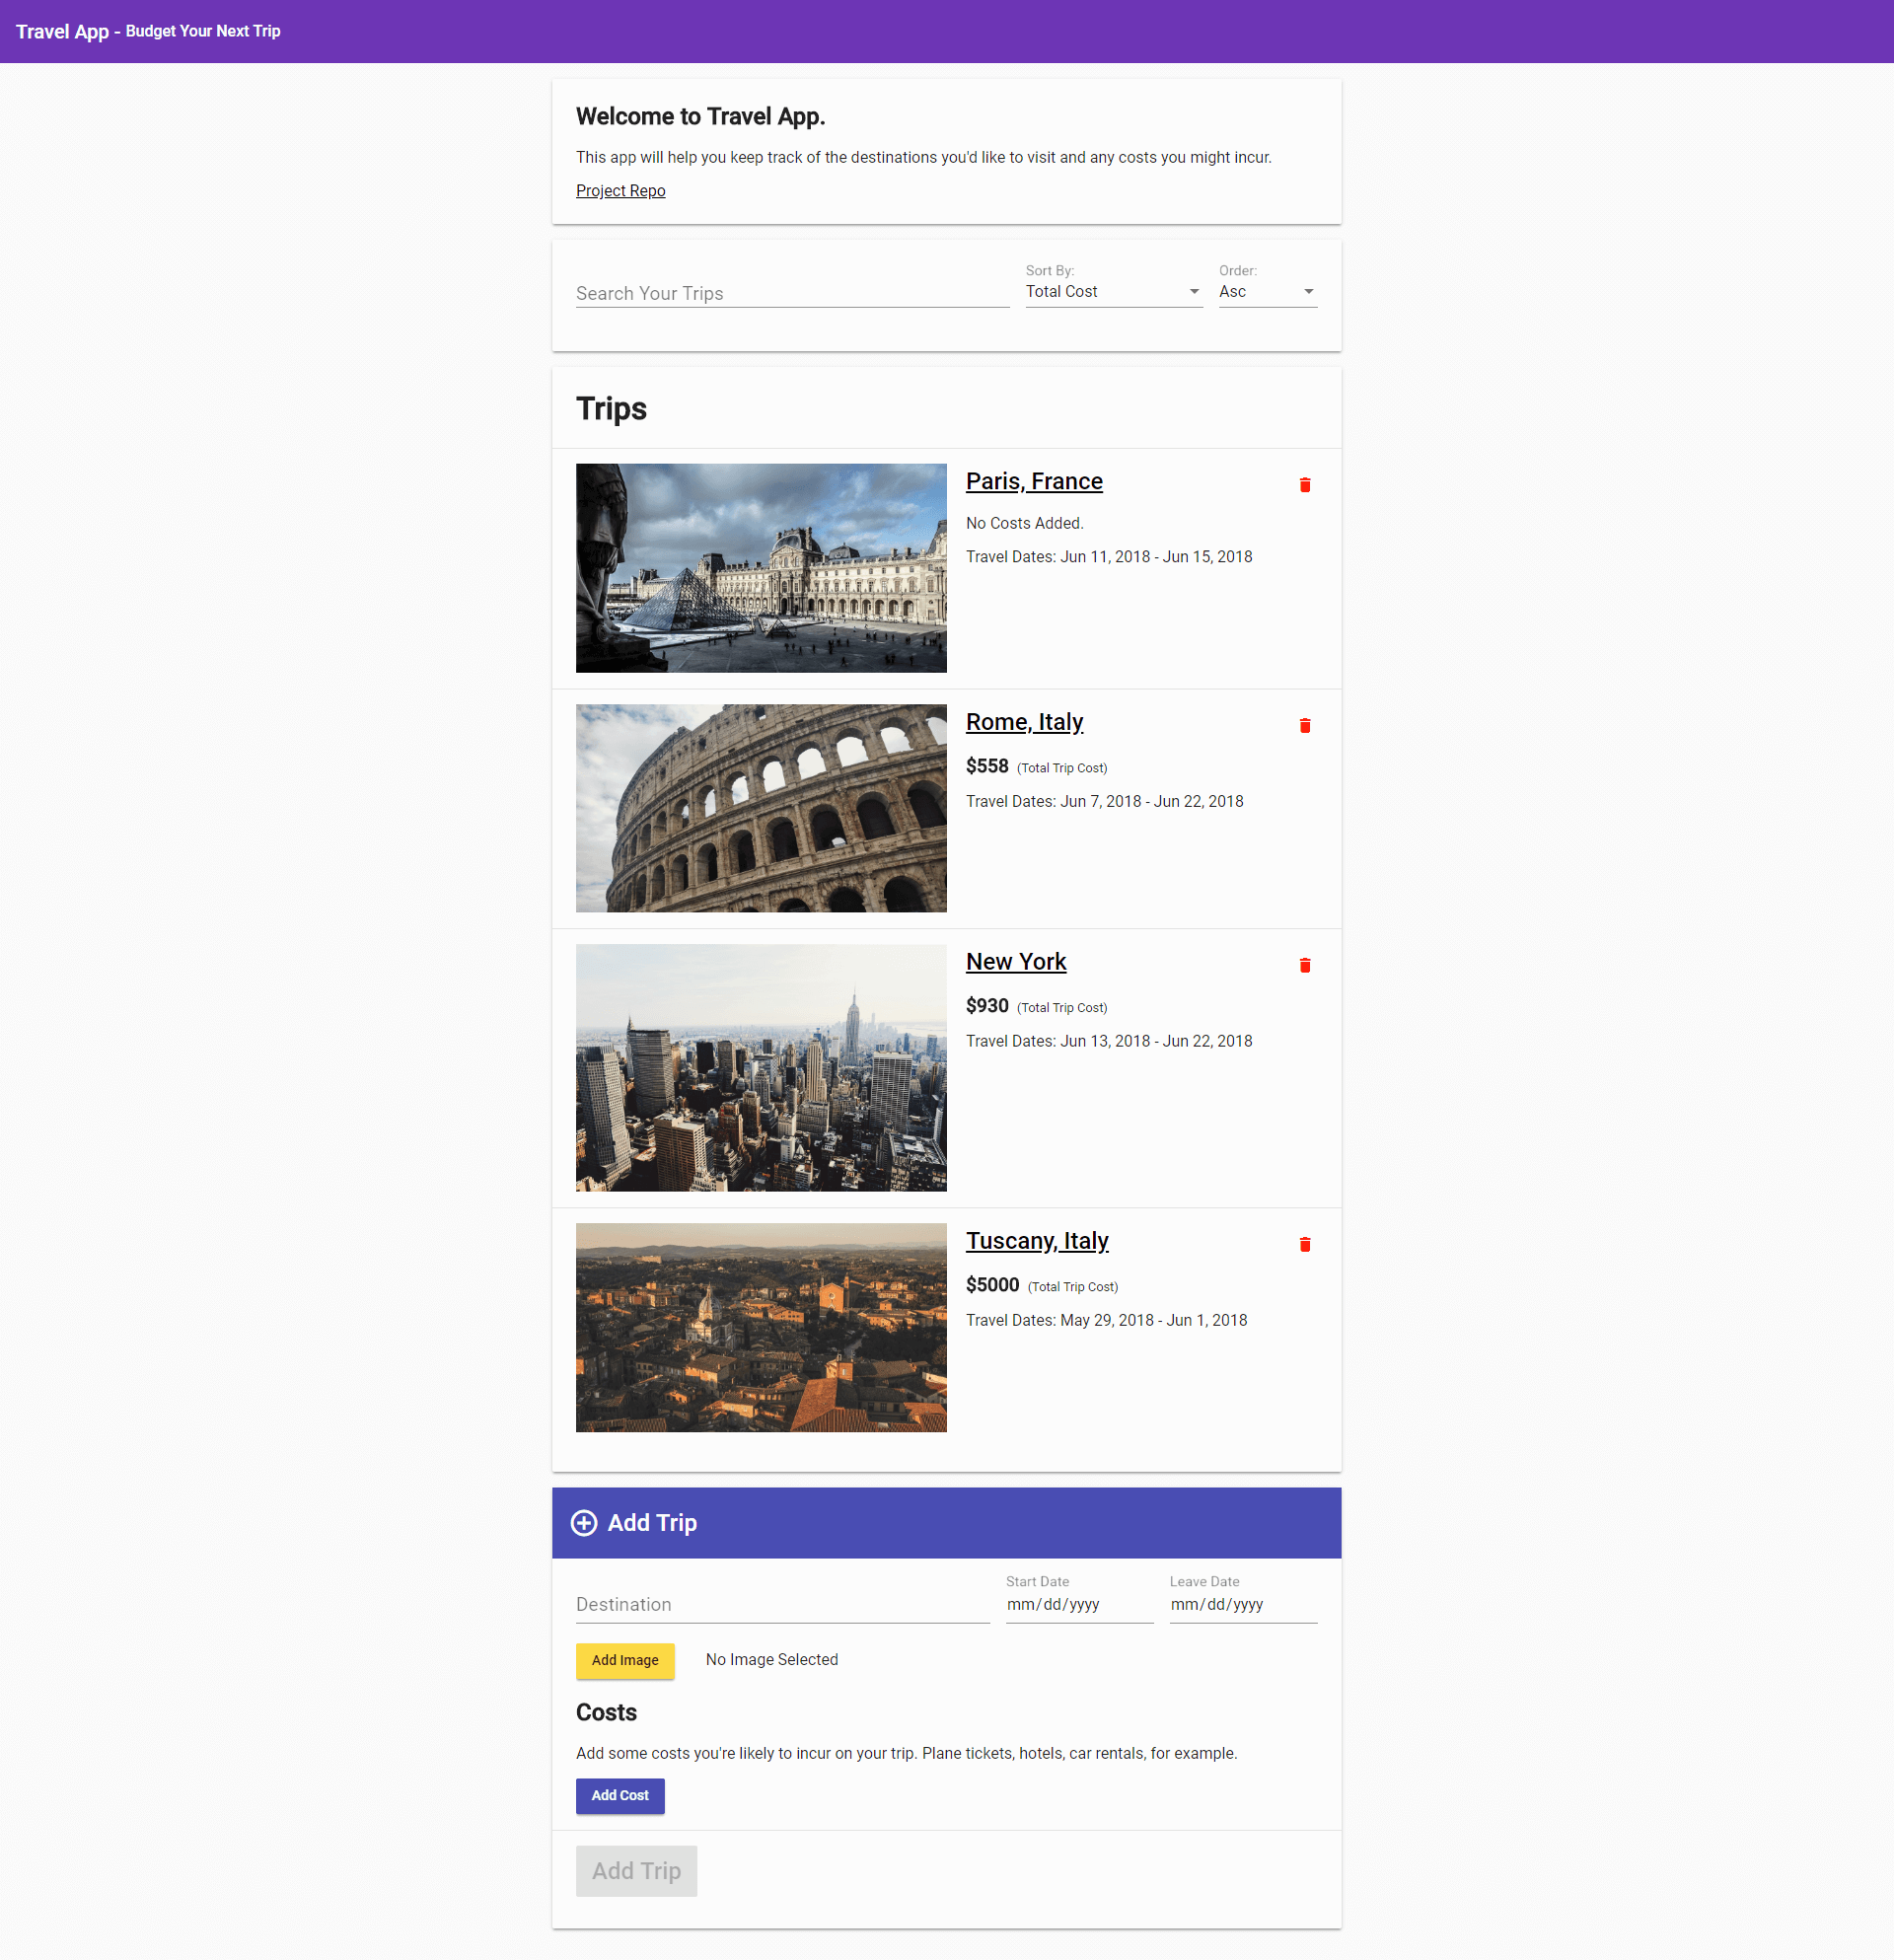 Travel App - Budget Your Next Trip
Welcome to Travel App.
This app will help you keep track of the destinations you'd like to visit and any costs you might incur.
Project Repo
Search Your Trips
Sort By:
Total Cost
Order:
Asc
Trips
Paris, France
No Costs Added.
Travel Dates: Jun 11, 2018 - Jun 15, 2018
Rome, Italy
$558 (Total Trip Cost)
Travel Dates: Jun 7, 2018 - Jun 22, 2018
New York
$930 (Total Trip Cost)
Travel Dates: Jun 13, 2018 - Jun 22, 2018
Tuscany, Italy
$5000 (Total Trip Cost)
Travel Dates: May 29, 2018 - Jun 1, 2018
Add Trip
Destination
Start Date
mm/dd/yyyy
Leave Date
mm/dd/yyyy
Add Image
No Image Selected
Costs
Add some costs you're likely to incur on your trip. Plane tickets, hotels, car rentals, for example.
Add Cost
Add Trip